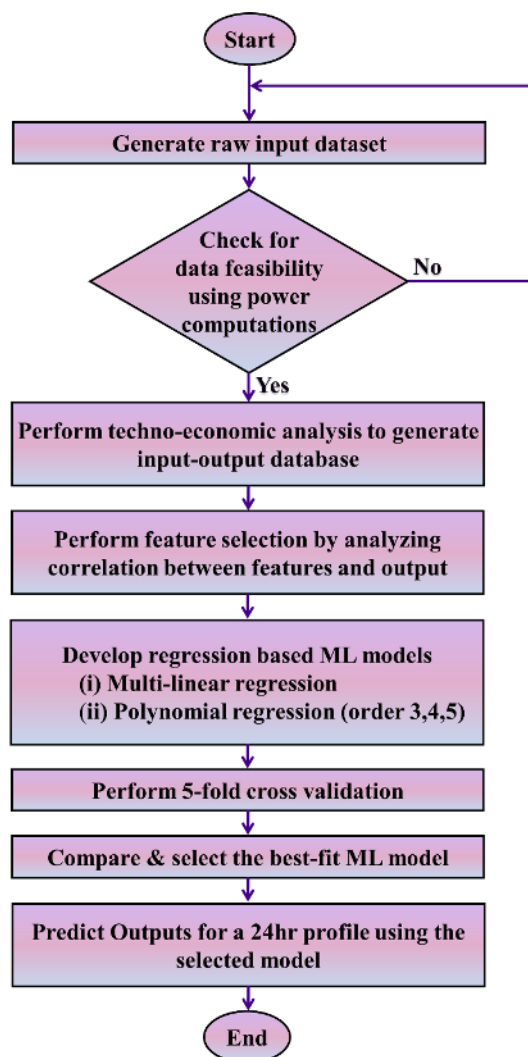 Start
Generate raw input dataset
Check for
data feasibility
using power
computations
No
Yes
Perform techno-economic analysis to generate
input-output database
Perform feature selection by analyzing
correlation between features and output
Develop regression based ML models
(i) Multi-linear regression
(ii) Polynomial regression (order 3,4,5)
Perform 5-fold cross validation
Compare & select the best-fit ML model
Predict Outputs for a 24hr profile using the
selected model
End